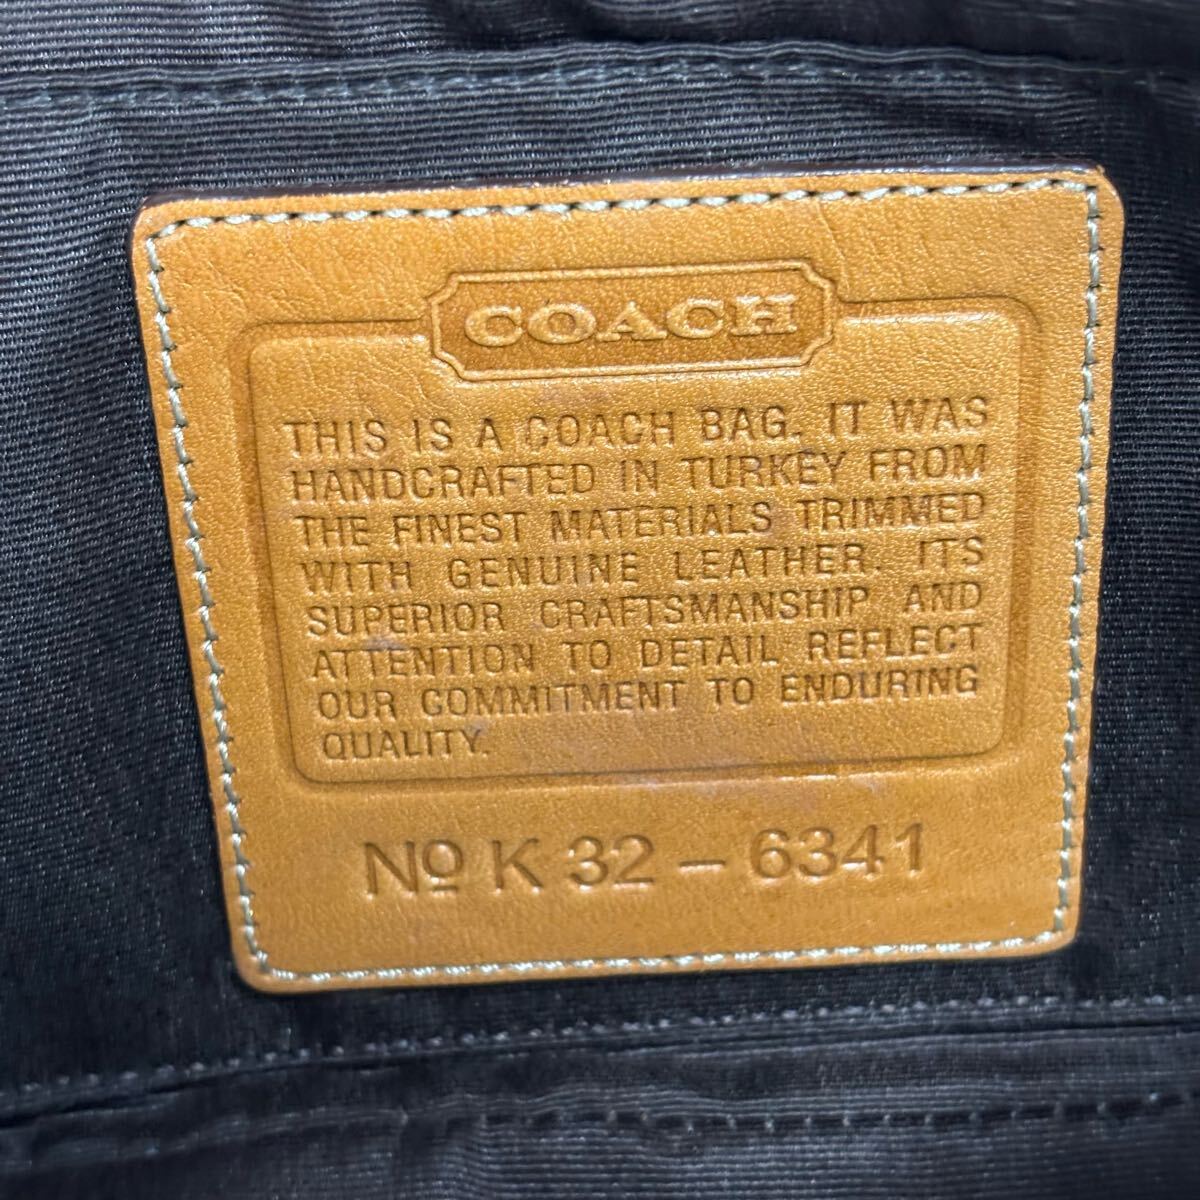 COACH
THIS IS A COACH BAG. IT WAS
HANDCRAFTED IN TURKEY FROM
THE FINEST MATERIALS TRIMMED
WITH GENUINE LEATHER. ITS
SUPERIOR CRAFTSMANSHIP AND
ATTENTION TO DETAIL REFLECT
OUR COMMITMENT TO ENDURING
QUALITY.
Nº K 32 – 6341